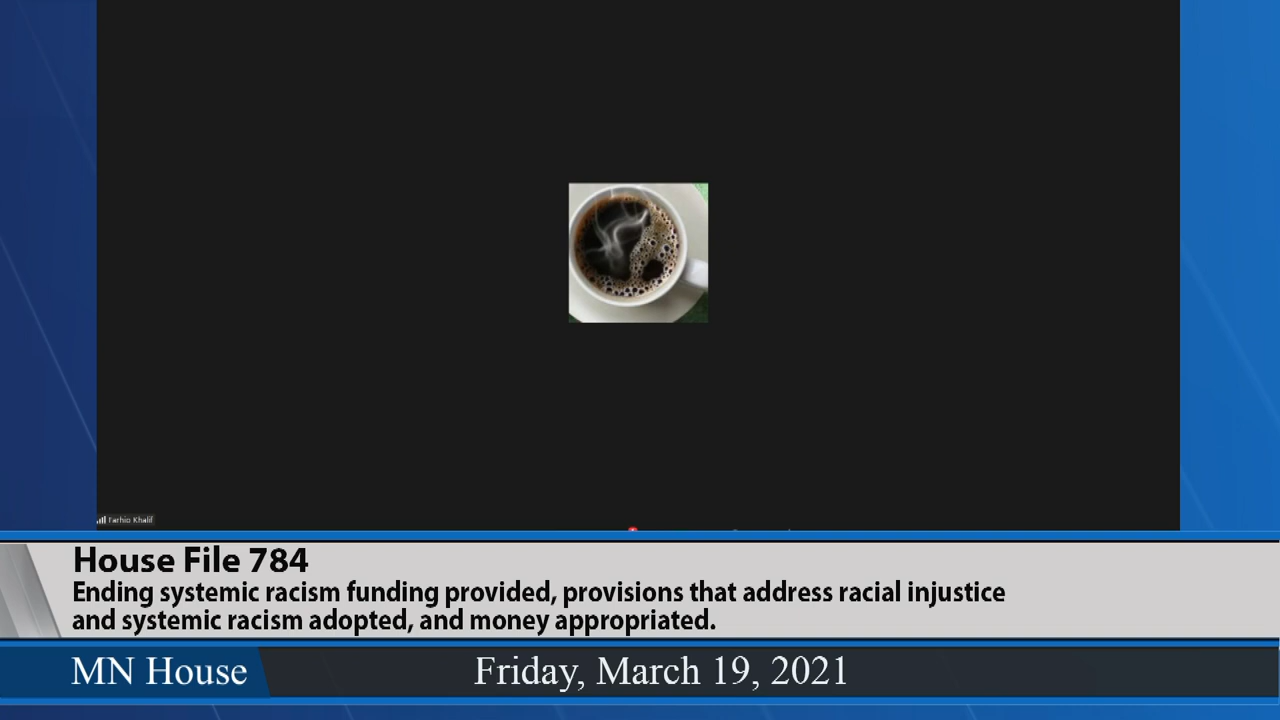 Farhio Khalif
House File 784
Ending systemic racism funding provided, provisions that address racial injustice
and systemic racism adopted, and money appropriated.
MN House
Friday, March 19, 2021